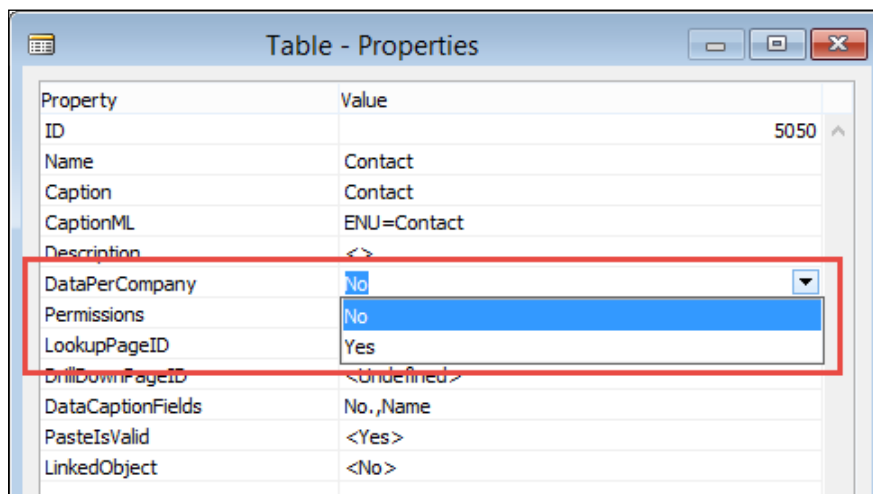 Table - Properties
Property Value
ID 5050
Name Contact
Caption Contact
CaptionML ENU=Contact
Description <>
DataPerCompany No
Permissions No
LookupPageID Yes
DrillDownPageID <Undefined>
DataCaptionFields No.,Name
PasteIsValid <Yes>
LinkedObject <No>